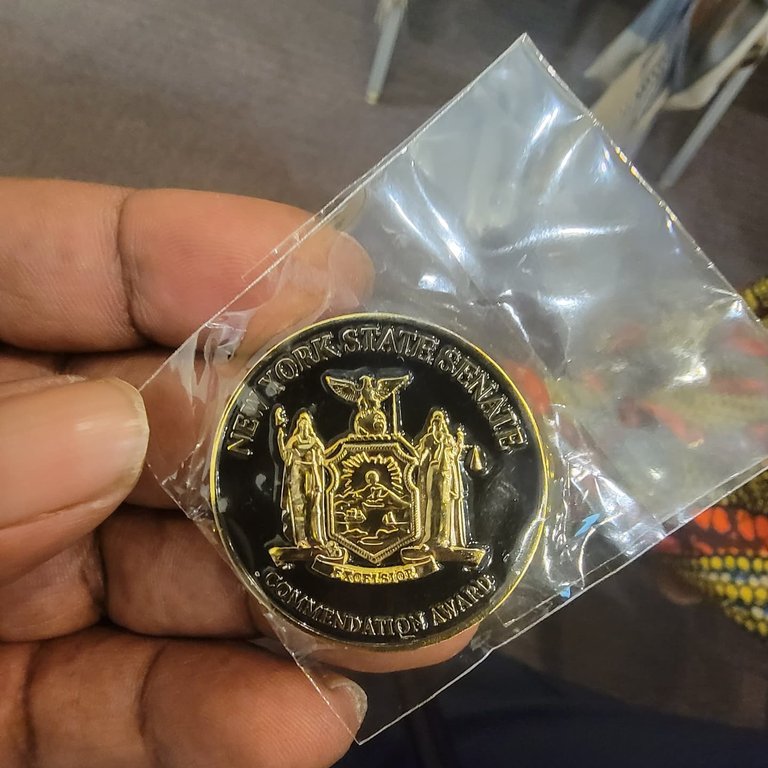 NEW YORK STATE SENATE
EXCELSIOR
COMMENDATION AWARD